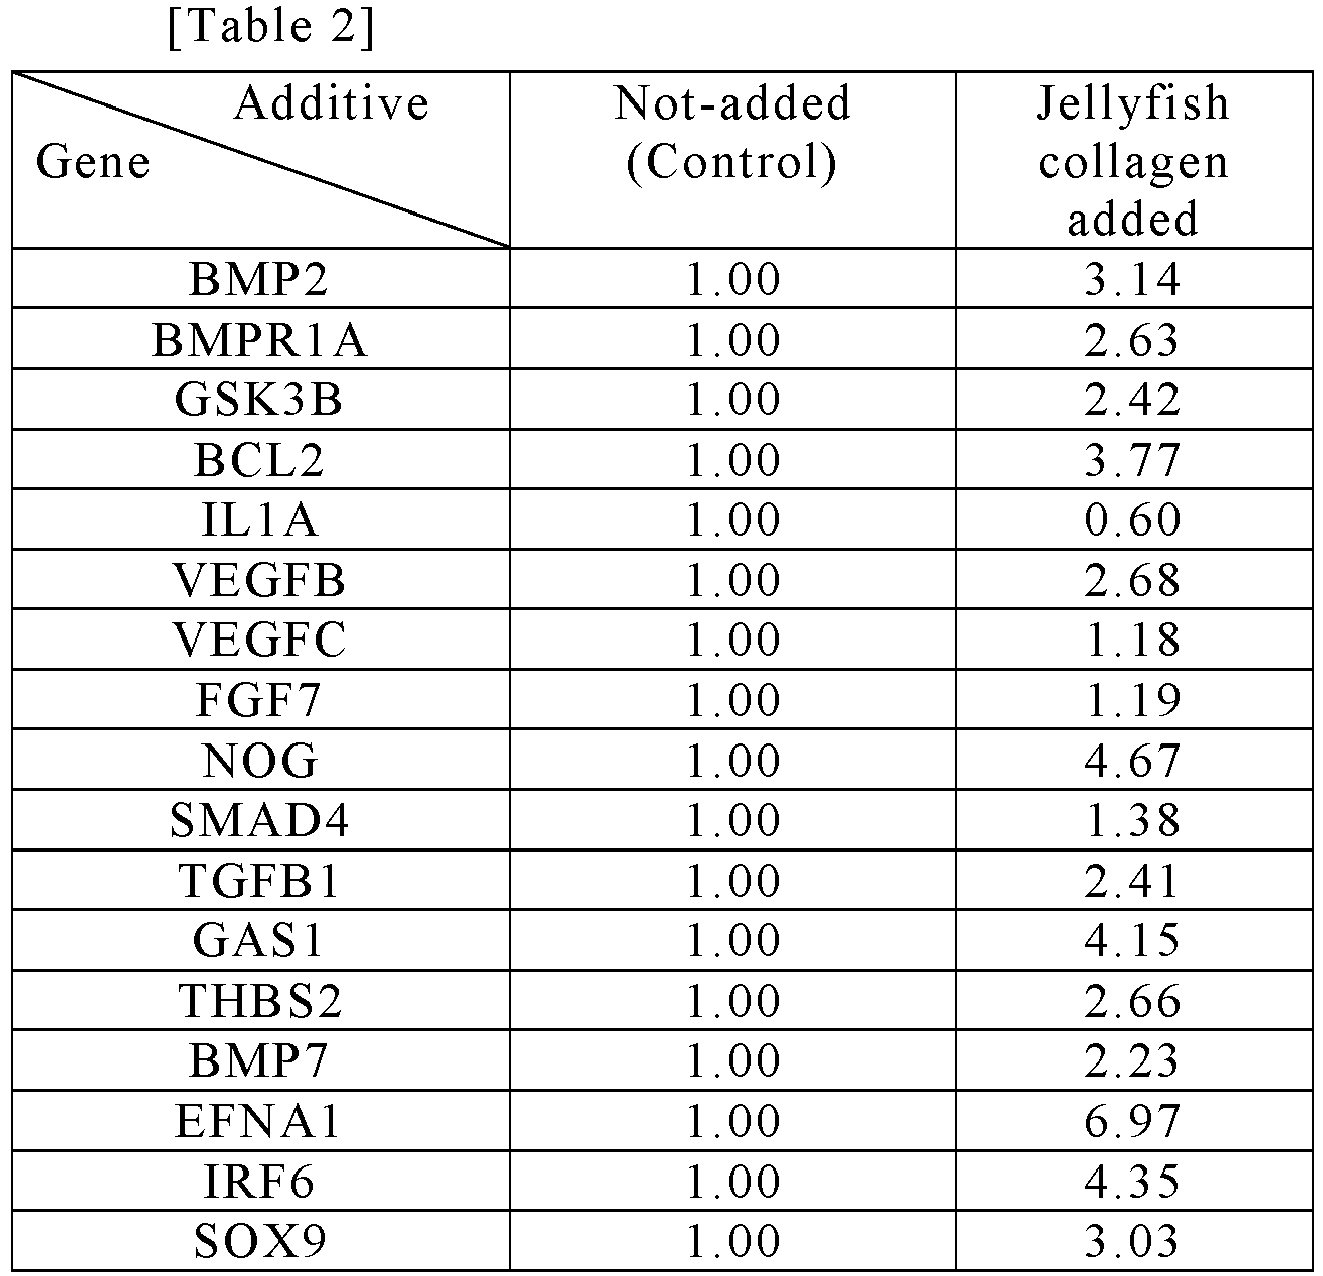 [Table 2]
Additive Not-added Jellyfish
Gene (Control) collagen
added
BMP2 1.00 3.14
BMPR1A 1.00 2.63
GSK3B 1.00 2.42
BCL2 1.00 3.77
IL1A 1.00 0.60
VEGFB 1.00 2.68
VEGFC 1.00 1.18
FGF7 1.00 1.19
NOG 1.00 4.67
SMAD4 1.00 1.38
TGFB1 1.00 2.41
GAS1 1.00 4.15
THBS2 1.00 2.66
BMP7 1.00 2.23
EFNA1 1.00 6.97
IRF6 1.00 4.35
SOX9 1.00 3.03